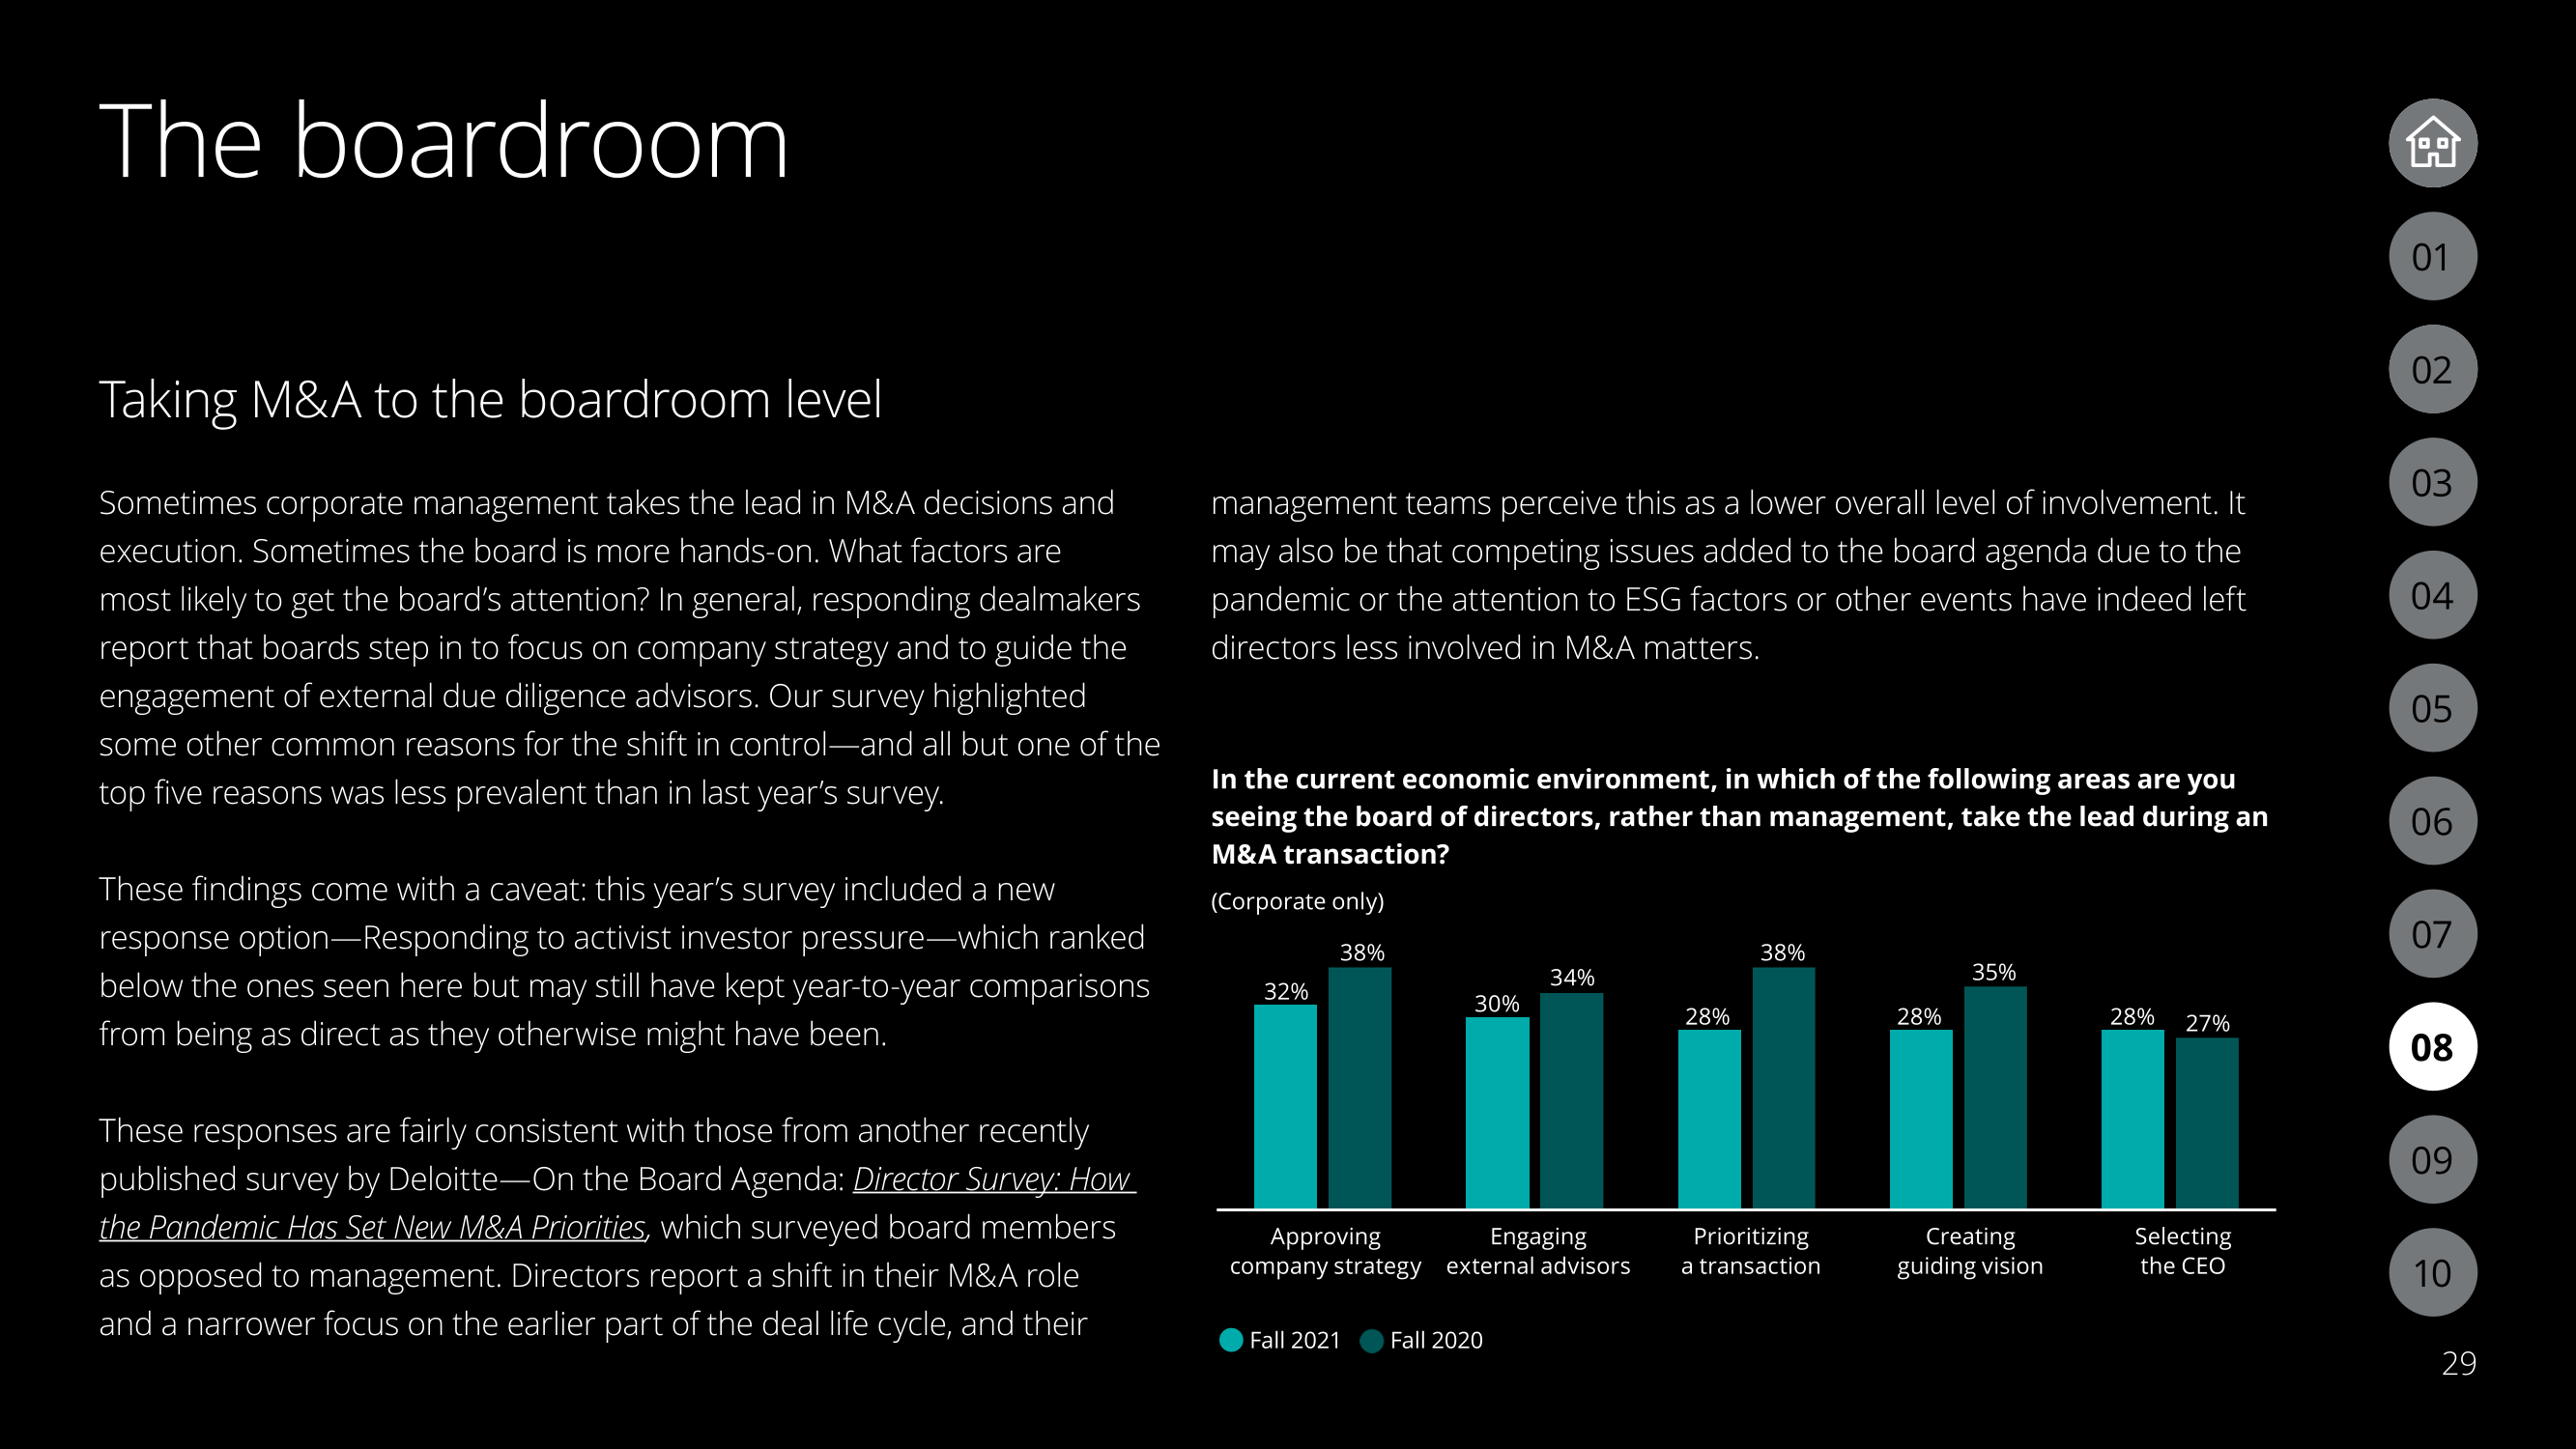 The boardroom
Taking M&A to the boardroom level
Sometimes corporate management takes the lead in M&A decisions and
execution. Sometimes the board is more hands-on. What factors are
most likely to get the board’s attention? In general, responding dealmakers
report that boards step in to focus on company strategy and to guide the
engagement of external due diligence advisors. Our survey highlighted
some other common reasons for the shift in control—and all but one of the
top five reasons was less prevalent than in last year’s survey.
These findings come with a caveat: this year’s survey included a new
response option—Responding to activist investor pressure—which ranked
below the ones seen here but may still have kept year-to-year comparisons
from being as direct as they otherwise might have been.
These responses are fairly consistent with those from another recently
published survey by Deloitte—On the Board Agenda: Director Survey: How
the Pandemic Has Set New M&A Priorities, which surveyed board members
as opposed to management. Directors report a shift in their M&A role
and a narrower focus on the earlier part of the deal life cycle, and their
management teams perceive this as a lower overall level of involvement. It
may also be that competing issues added to the board agenda due to the
pandemic or the attention to ESG factors or other events have indeed left
directors less involved in M&A matters.
In the current economic environment, in which of the following areas are you
seeing the board of directors, rather than management, take the lead during an
M&A transaction?
(Corporate only)
32% 38% 30% 34% 28% 38% 28% 35% 28% 27%
Approving Engaging Prioritizing Creating Selecting
company strategy external advisors a transaction guiding vision the CEO
Fall 2021 Fall 2020
01
02
03
04
05
06
07
08
09
10
29